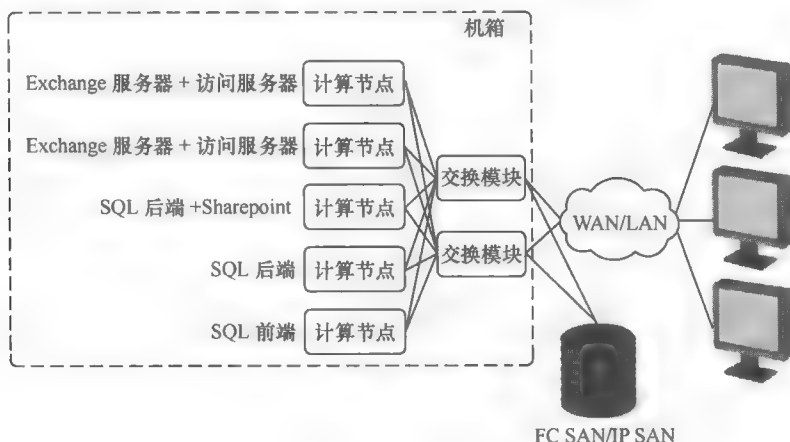 机箱
Exchange 服务器 + 访问服务器 计算节点
Exchange 服务器 + 访问服务器 计算节点
交换模块
SQL 后端 +Sharepoint 计算节点
WAN/LAN
交换模块
SQL 后端 计算节点
SQL 前端 计算节点
FC SAN/IP SAN